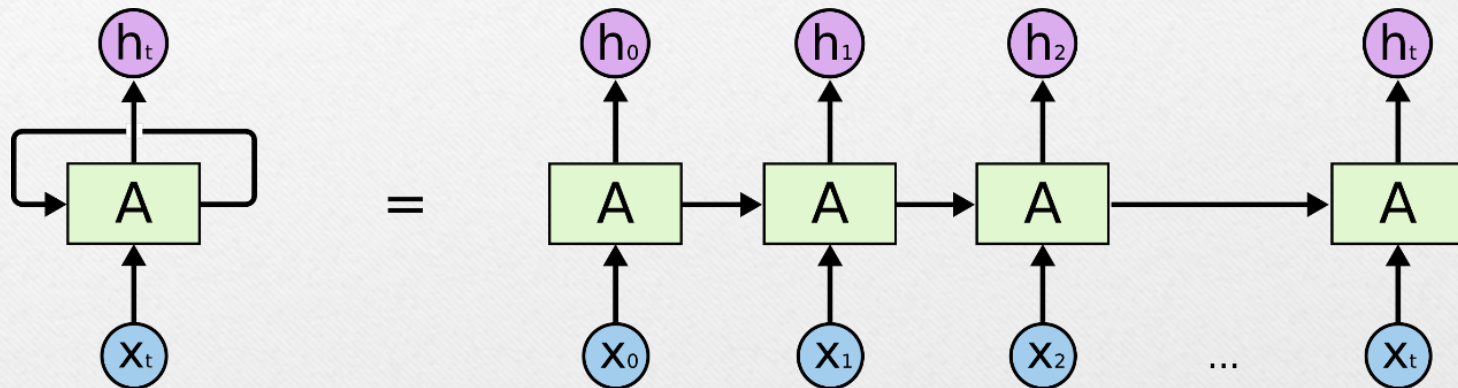 hₜ h₀ h₁ h₂ hₜ
A = A A A A
xₜ x₀ x₁ x₂ ... xₜ